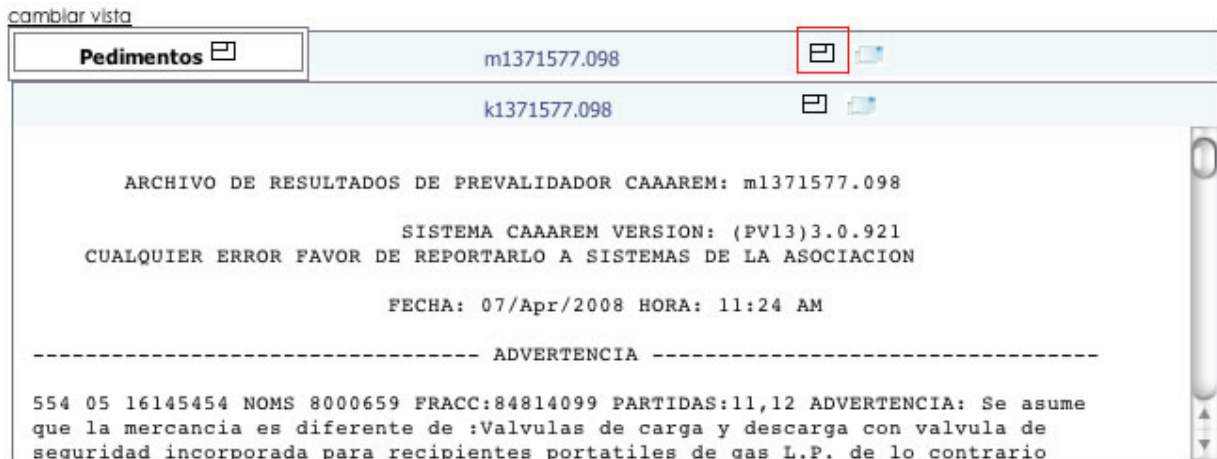 cambiar vista
Pedimentos
m1371577.098
k1371577.098
ARCHIVO DE RESULTADOS DE PREVALIDADOR CAAAREM: m1371577.098
SISTEMA CAAAREM VERSION: (PV13)3.0.921
CUALQUIER ERROR FAVOR DE REPORTARLO A SISTEMAS DE LA ASOCIACION
FECHA: 07/Apr/2008 HORA: 11:24 AM
---------------------------------- ADVERTENCIA ----------------------------------
554 05 16145454 NOMS 8000659 FRACC:84814099 PARTIDAS:11,12 ADVERTENCIA: Se asume
que la mercancia es diferente de :Valvulas de carga y descarga con valvula de
seguridad incorporada para recipientes portatiles de gas L.P. de lo contrario